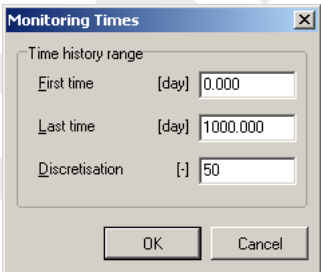 Monitoring Times
Time history range
First time [day] 0.000
Last time [day] 1000.000
Discretisation [-] 50
OK Cancel